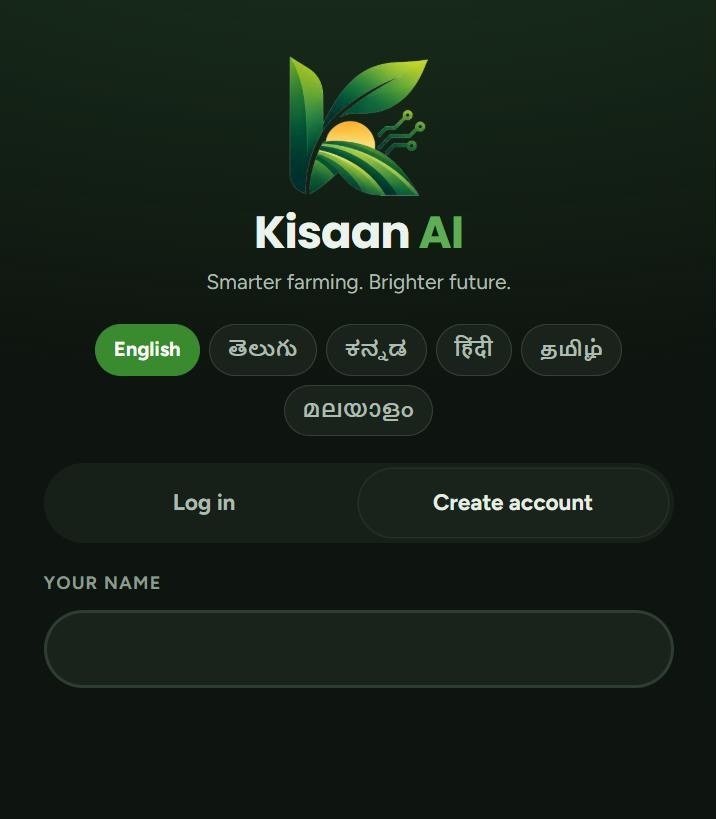 Kisaan AI
Smarter farming. Brighter future.
English తెలుగు ಕನ್ನಡ हिंदी தமிழ்
മലയാളം
Log in Create account
YOUR NAME